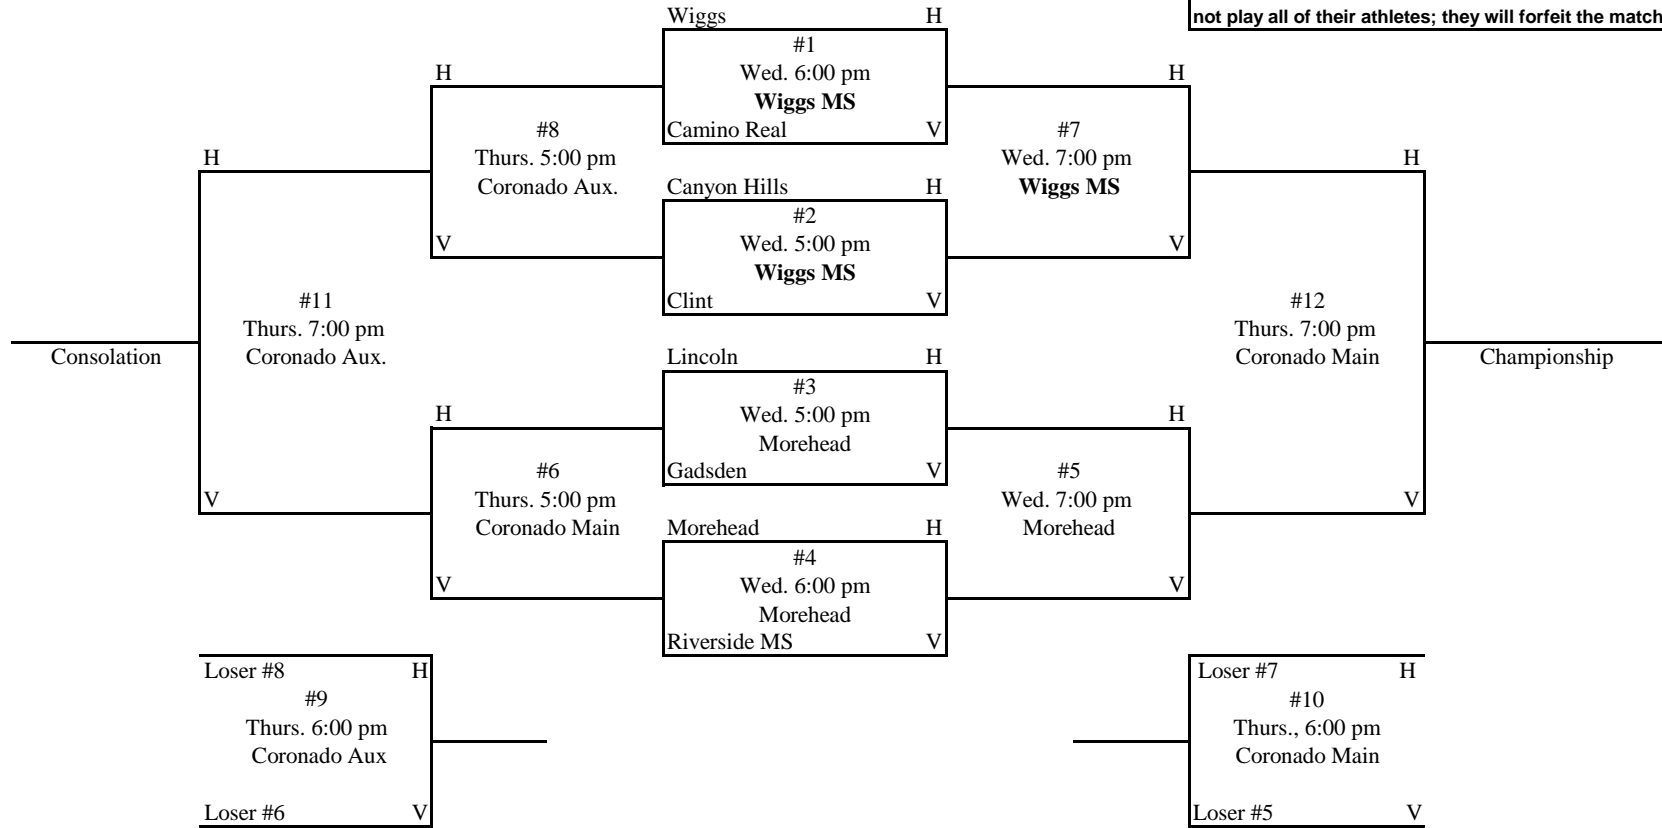 Wiggs H
not play all of their athletes; they will forfeit the match
#1
H Wed. 6:00 pm H
Wiggs MS
#8 Camino Real V #7
H Thurs. 5:00 pm Wed. 7:00 pm H
Coronado Aux. Canyon Hills H Wiggs MS
#2
V Wed. 5:00 pm V
Wiggs MS
#11 Clint V #12
Thurs. 7:00 pm Thurs. 7:00 pm
Consolation Coronado Aux. Lincoln H Coronado Main Championship
#3
H Wed. 5:00 pm H
Morehead
#6 Gadsden V #5
V Thurs. 5:00 pm Wed. 7:00 pm V
Coronado Main Morehead H Morehead
#4
V Wed. 6:00 pm V
Morehead
Riverside MS V
Loser #8 H Loser #7 H
#9 #10
Thurs. 6:00 pm Thurs., 6:00 pm
Coronado Aux Coronado Main
Loser #6 V Loser #5 V